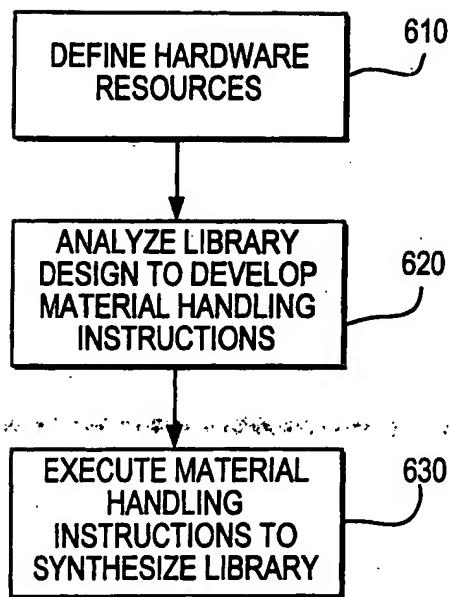 610
DEFINE HARDWARE
RESOURCES
ANALYZE LIBRARY
DESIGN TO DEVELOP
MATERIAL HANDLING
INSTRUCTIONS
620
EXECUTE MATERIAL
HANDLING
INSTRUCTIONS TO
SYNTHESIZE LIBRARY
630